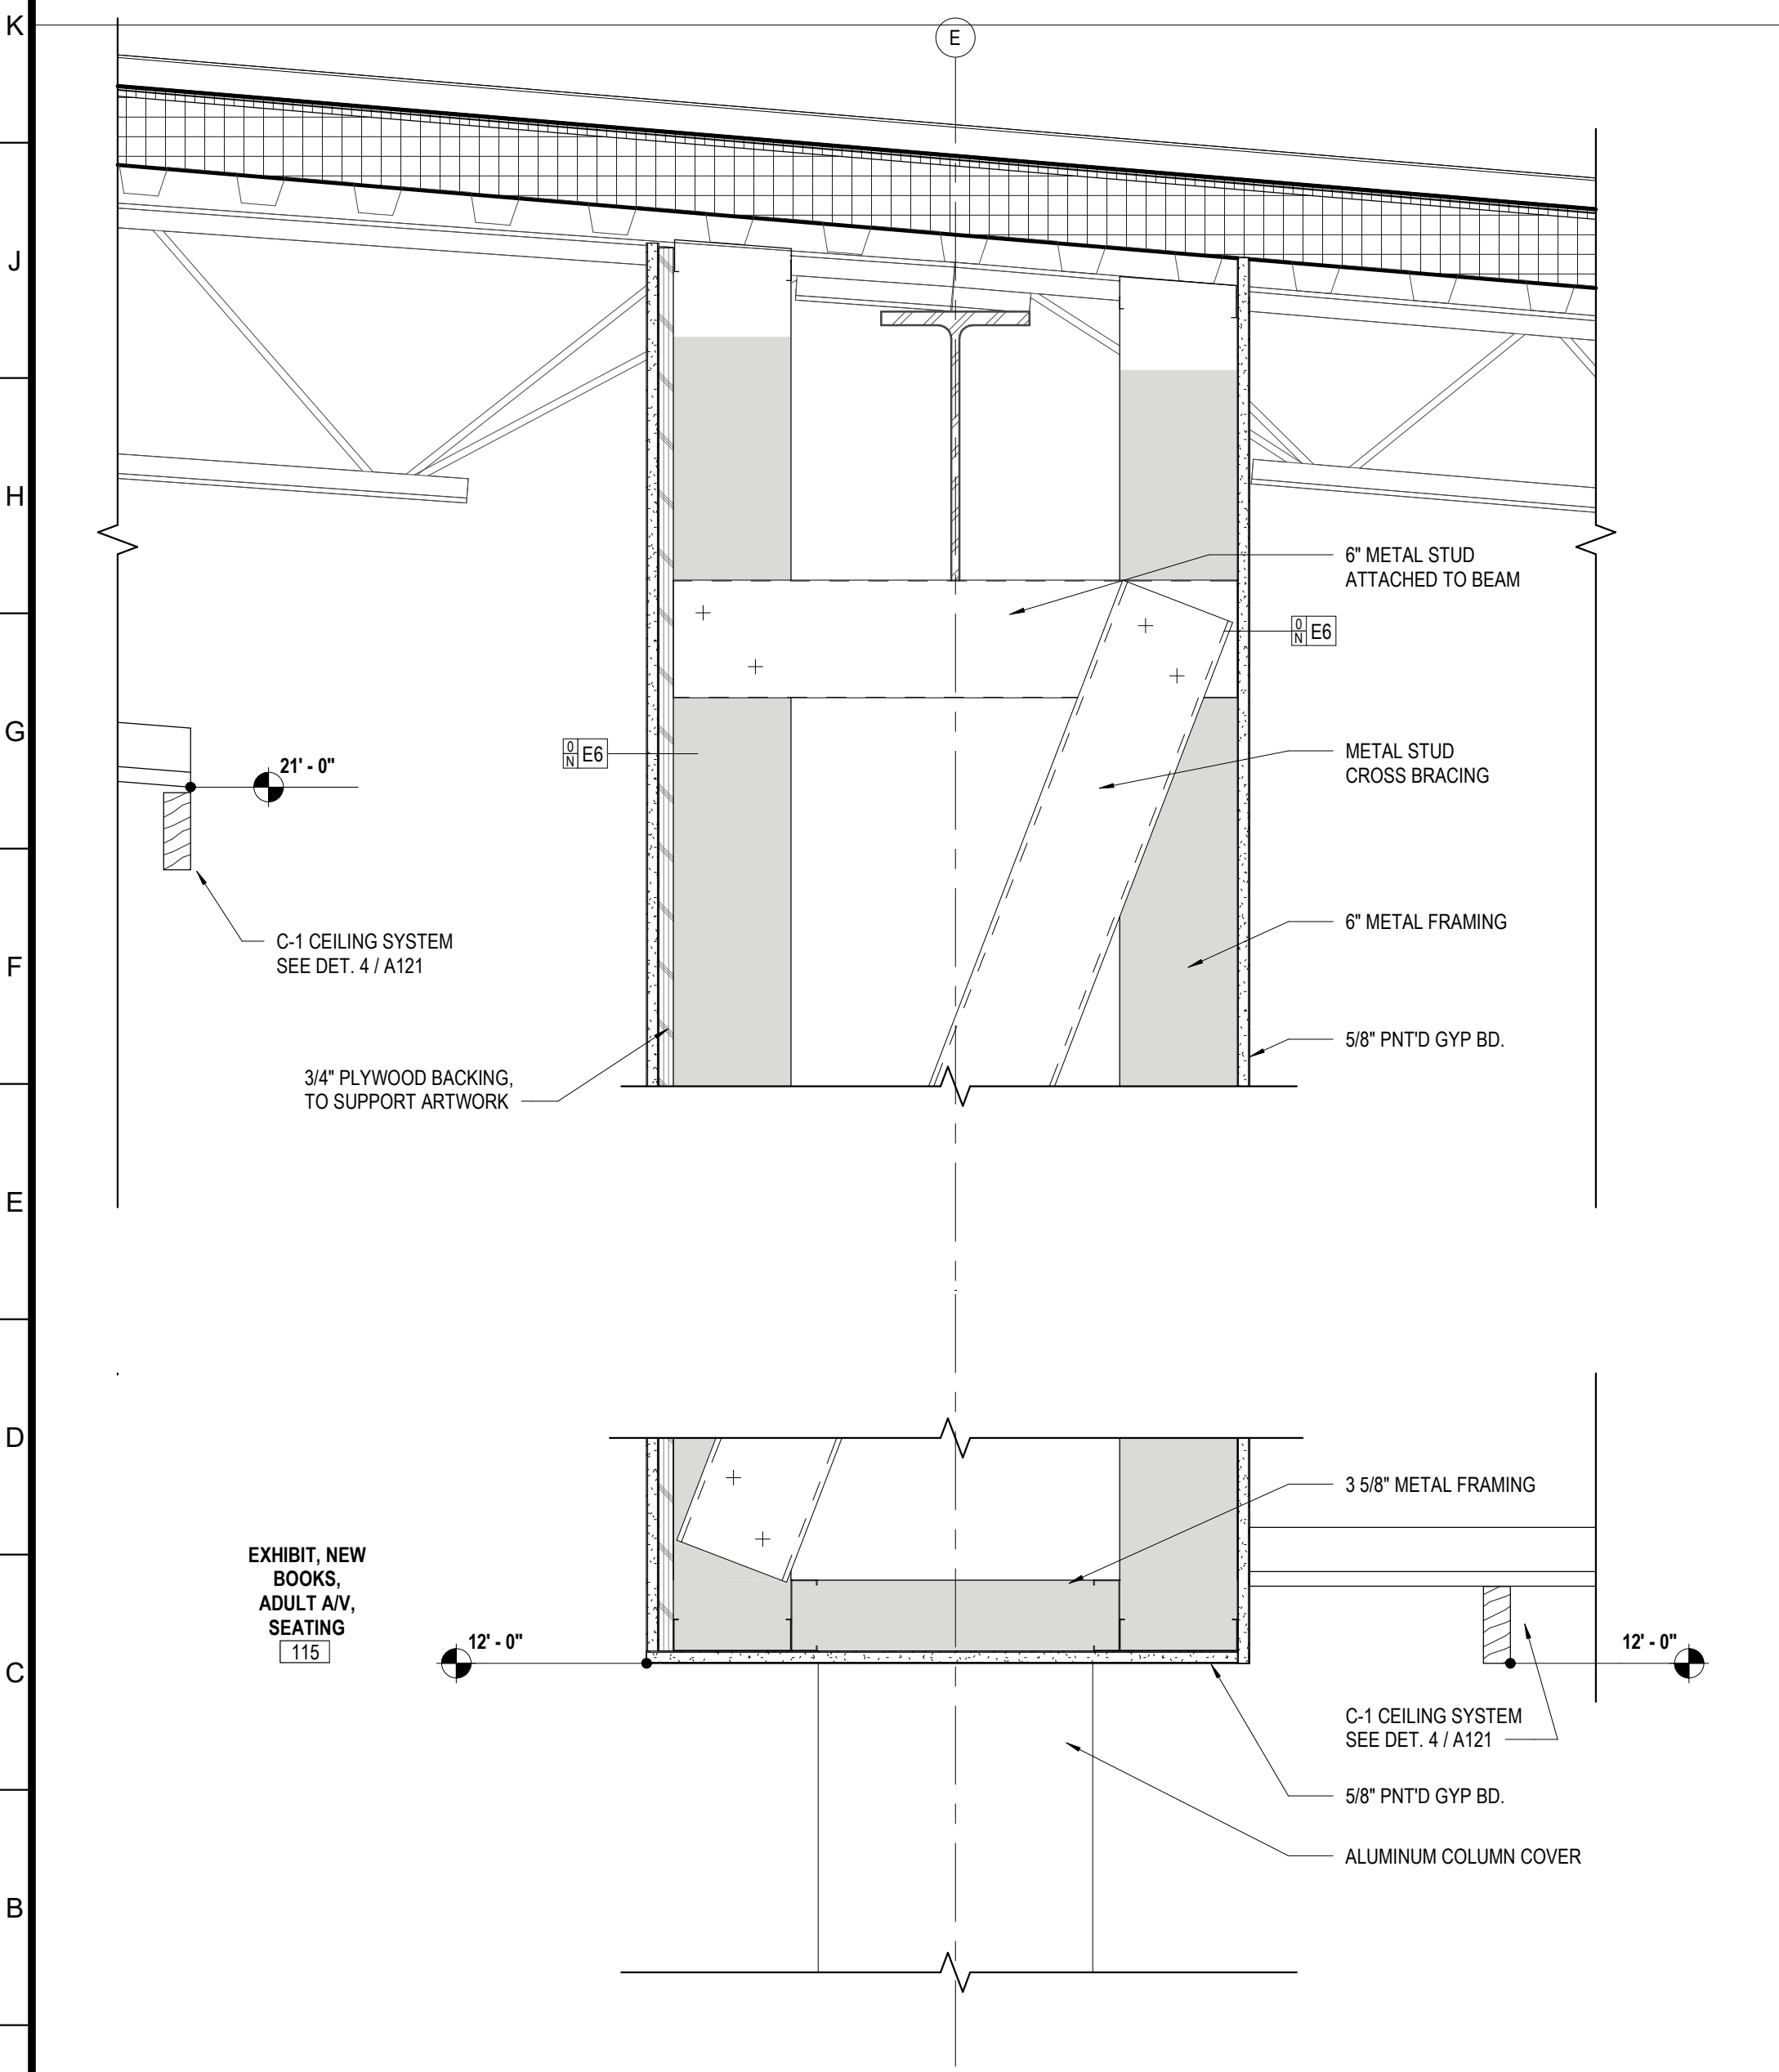 K
E
J
H
6" METAL STUD
ATTACHED TO BEAM
0
N
E6
G
21' - 0"
0
N
E6
METAL STUD
CROSS BRACING
6" METAL FRAMING
C-1 CEILING SYSTEM
SEE DET. 4 / A121
F
5/8" PNT'D GYP BD.
3/4" PLYWOOD BACKING,
TO SUPPORT ARTWORK
E
D
3 5/8" METAL FRAMING
EXHIBIT, NEW
BOOKS,
ADULT A/V,
SEATING
115
12' - 0"
12' - 0"
C
C-1 CEILING SYSTEM
SEE DET. 4 / A121
5/8" PNT'D GYP BD.
ALUMINUM COLUMN COVER
B